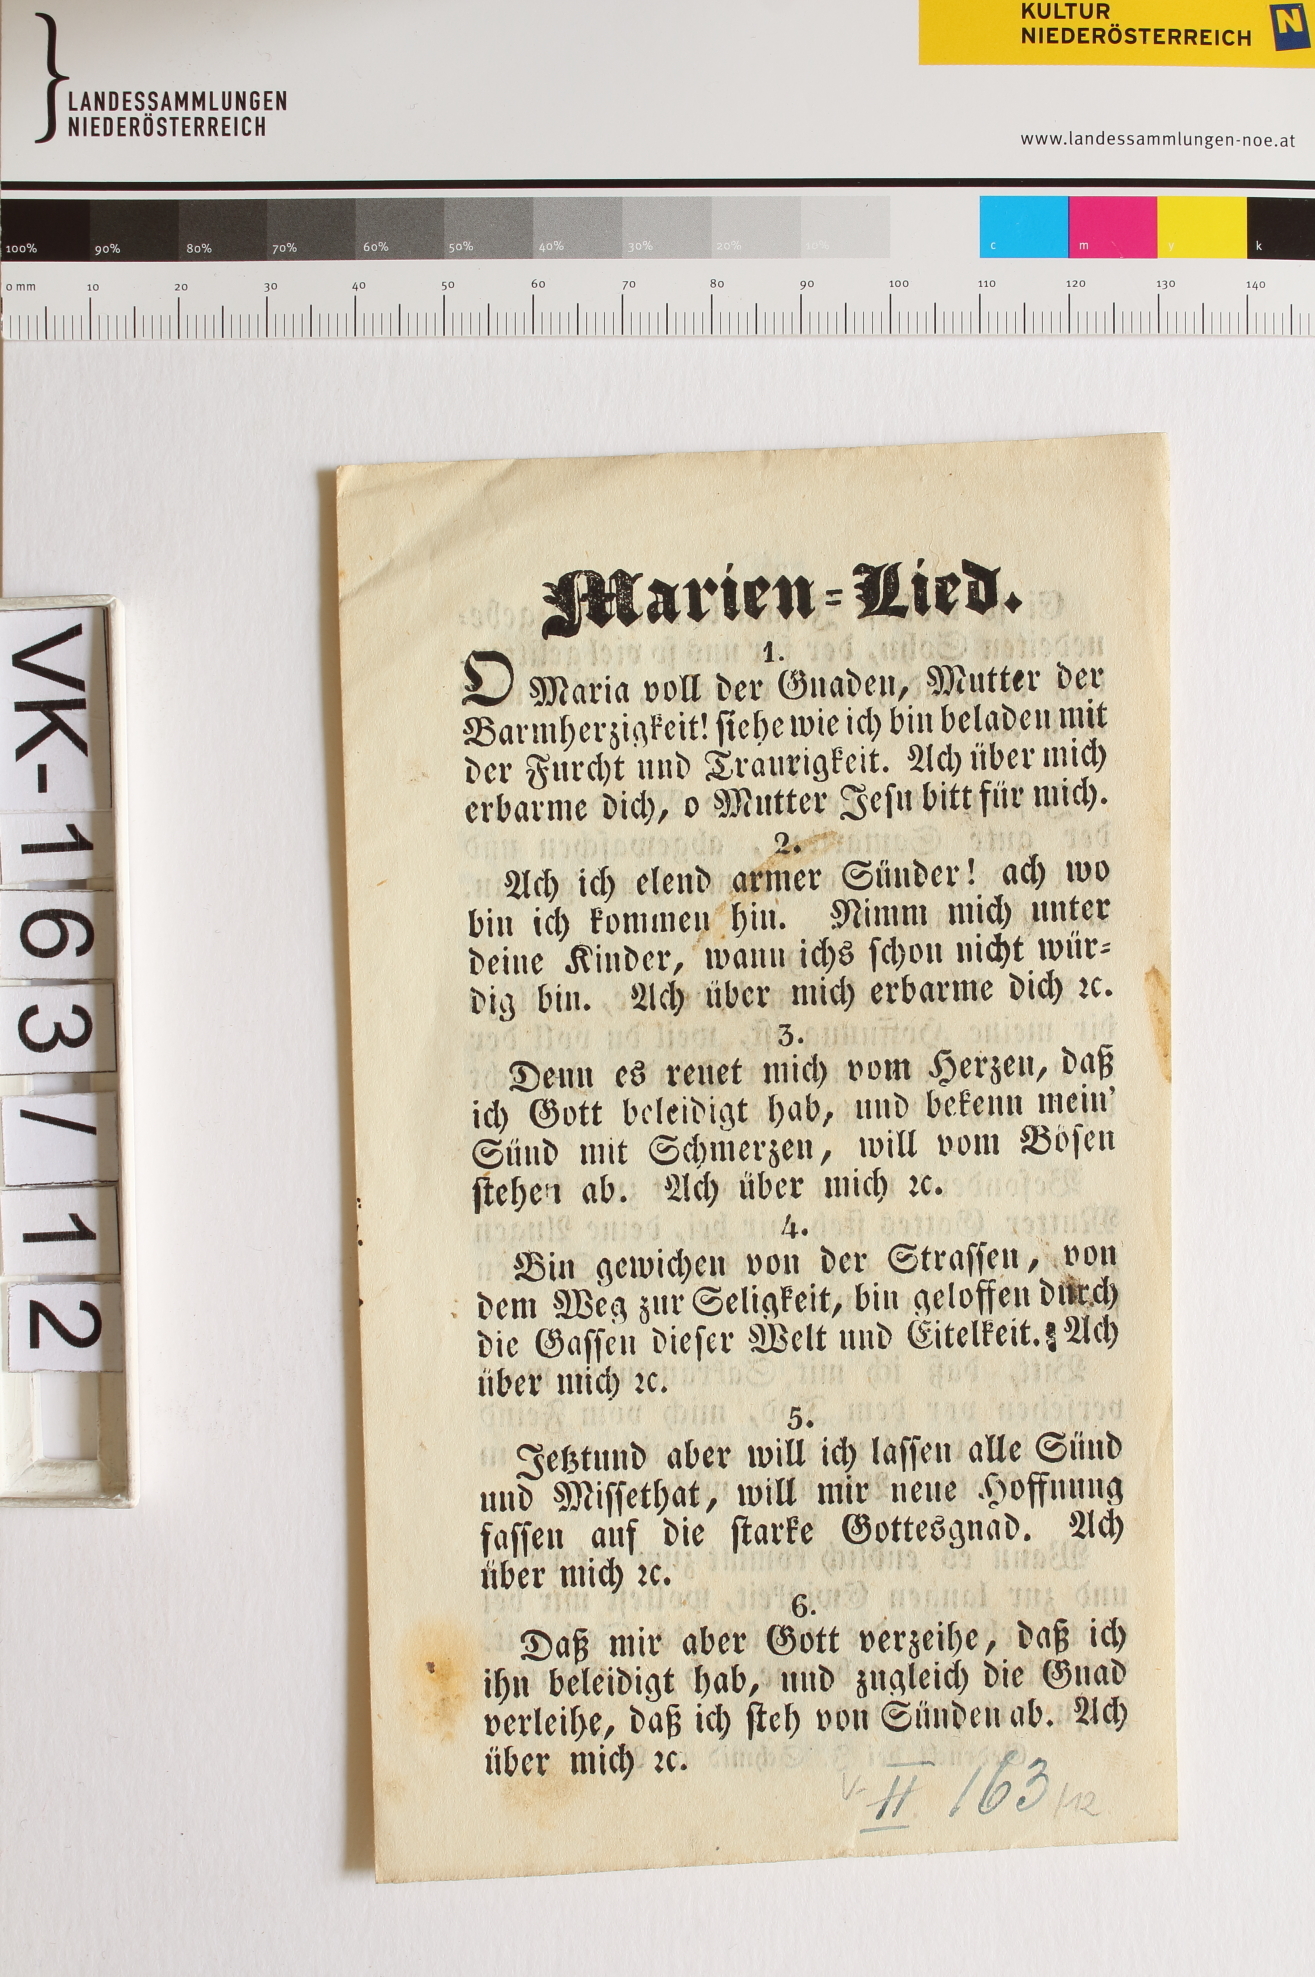 KULTUR
NIEDERÖSTERREICH
N
LANDESSAMMLUNGEN
NIEDERÖSTERREICH
www.landessammlungen-noe.at
100% 90% 80% 70% 60% 50% 40% 30% 20% 10% c m y k
0 mm 10 20 30 40 50 60 70 80 90 100 110 120 130 140
VK-163/12
Marien=Lied.
1.
O Maria voll der Gnaden, Mutter der
Barmherzigkeit! siehe wie ich bin beladen mit
der Furcht und Traurigkeit. Ach über mich
erbarme dich, o Mutter Jesu bitt für mich.
2.
Ach ich elend armer Sünder! ach wo
bin ich kommen hin. Nimm mich unter
deine Kinder, wann ichs schon nicht wür=
dig bin. Ach über mich erbarme dich ꝛc.
3.
Denn es reuet mich vom Herzen, daß
ich Gott beleidigt hab, und bekenn mein'
Sünd mit Schmerzen, will vom Bösen
stehen ab. Ach über mich ꝛc.
4.
Bin gewichen von der Strassen, von
dem Weg zur Seligkeit, bin geloffen durch
die Gassen dieser Welt und Eitelkeit. Ach
über mich ꝛc.
5.
Jetztund aber will ich lassen alle Sünd
und Missethat, will mir neue Hoffnung
fassen auf die starke Gottesgnad. Ach
über mich ꝛc.
6.
Daß mir aber Gott verzeihe, daß ich
ihn beleidigt hab, und zugleich die Gnad
verleihe, daß ich steh von Sünden ab. Ach
über mich ꝛc.
V-II. 163/12